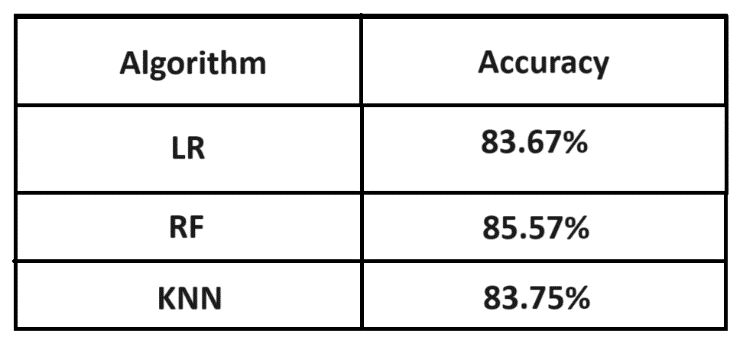 Algorithm Accuracy
LR 83.67%
RF 85.57%
KNN 83.75%